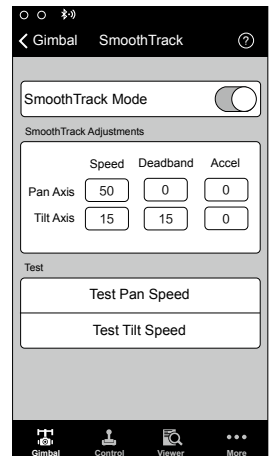 Gimbal SmoothTrack ?
SmoothTrack Mode
SmoothTrack Adjustments
Speed Deadband Accel
Pan Axis 50 0 0
Tilt Axis 15 15 0
Test
Test Pan Speed
Test Tilt Speed
Gimbal Control Viewer More